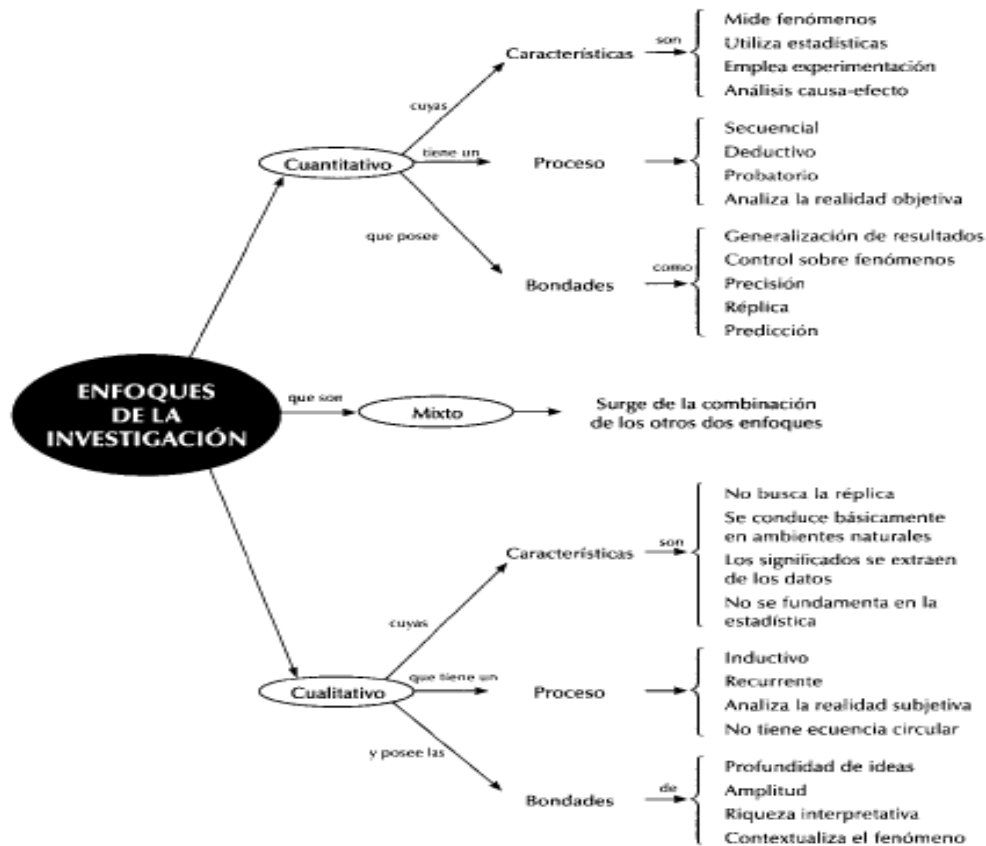 Mide fenómenos
Utiliza estadísticas
Emplea experimentación
Análisis causa-efecto
son
Características
cuyas
Secuencial
Deductivo
Probatorio
Analiza la realidad objetiva
Cuantitativo
tiene un
Proceso
que posee
Generalización de resultados
Control sobre fenómenos
Precisión
Réplica
Predicción
como
Bondades
ENFOQUES
DE LA
INVESTIGACIÓN
que son
Mixto
Surge de la combinación
de los otros dos enfoques
No busca la réplica
Se conduce básicamente
en ambientes naturales
Los significados se extraen
de los datos
No se fundamenta en la
estadística
son
Características
cuyas
Inductivo
Recurrente
Analiza la realidad subjetiva
No tiene ecuencia circular
Cualitativo
que tiene un
Proceso
y posee las
Profundidad de ideas
Amplitud
Riqueza interpretativa
Contextualiza el fenómeno
de
Bondades